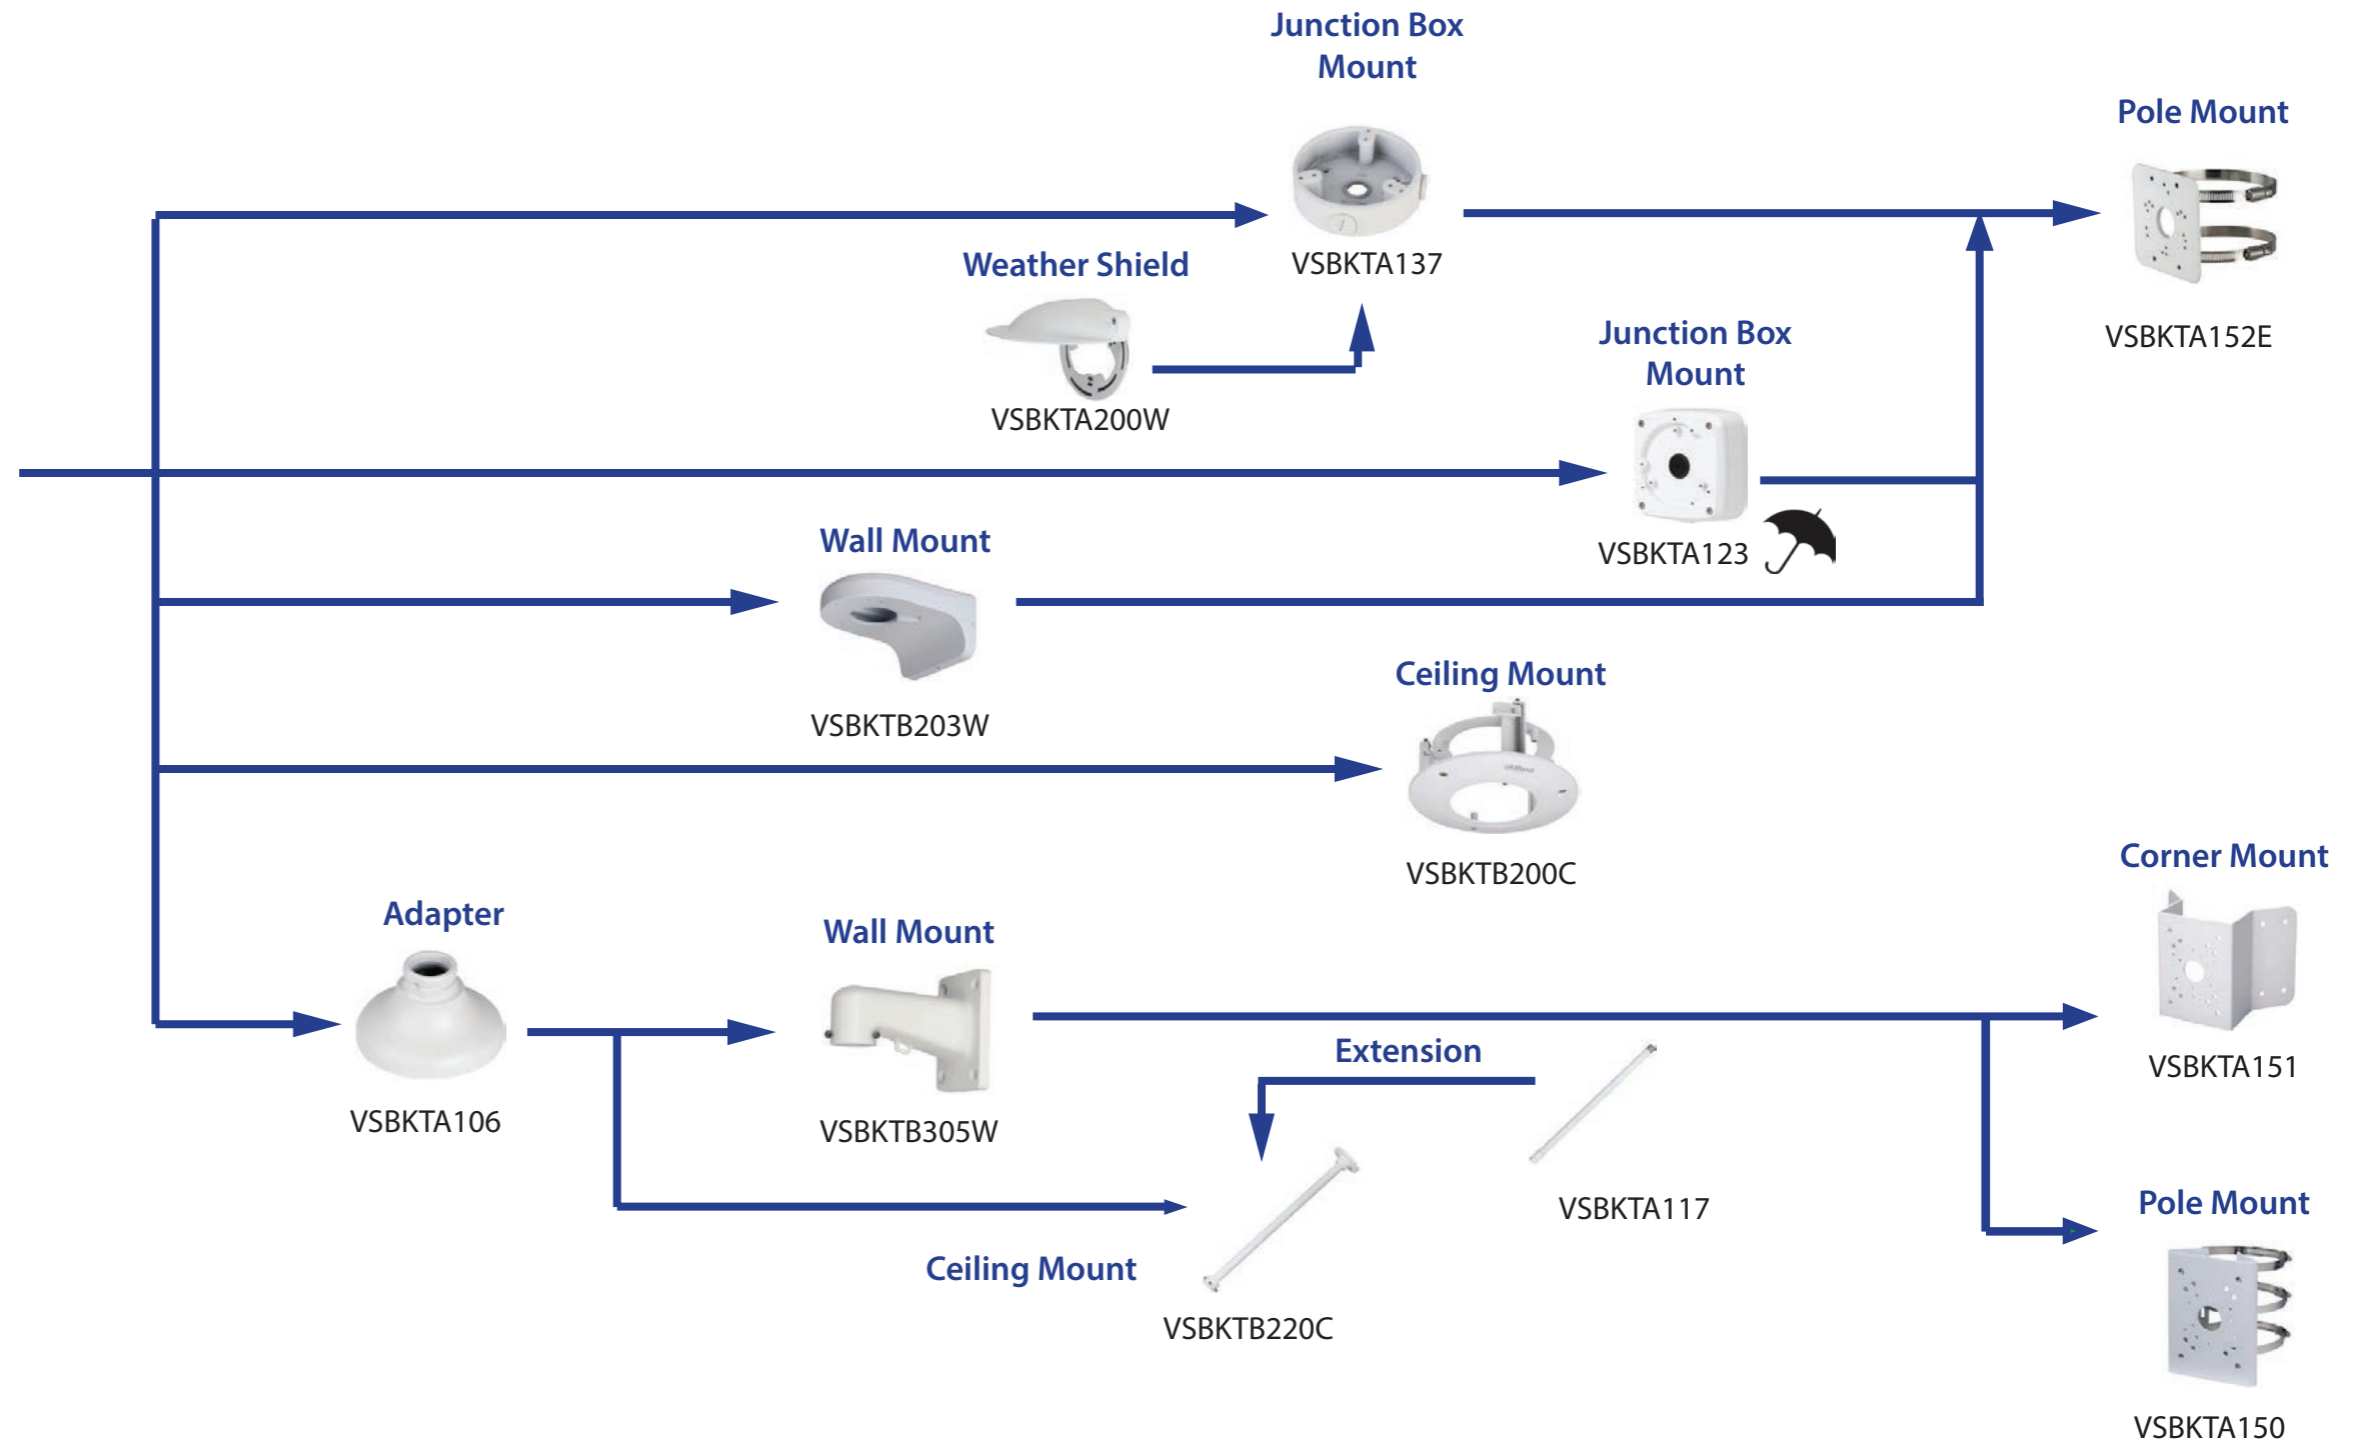 Junction Box
Mount
Pole Mount
VSBKTA137
Weather Shield
VSBKTA200W
Junction Box
Mount
VSBKTA152E
VSBKTA123
Wall Mount
VSBKTB203W
Ceiling Mount
VSBKTB200C
Corner Mount
VSBKTA151
Adapter
VSBKTA106
Wall Mount
VSBKTB305W
Extension
VSBKTA117
Ceiling Mount
VSBKTB220C
Pole Mount
VSBKTA150